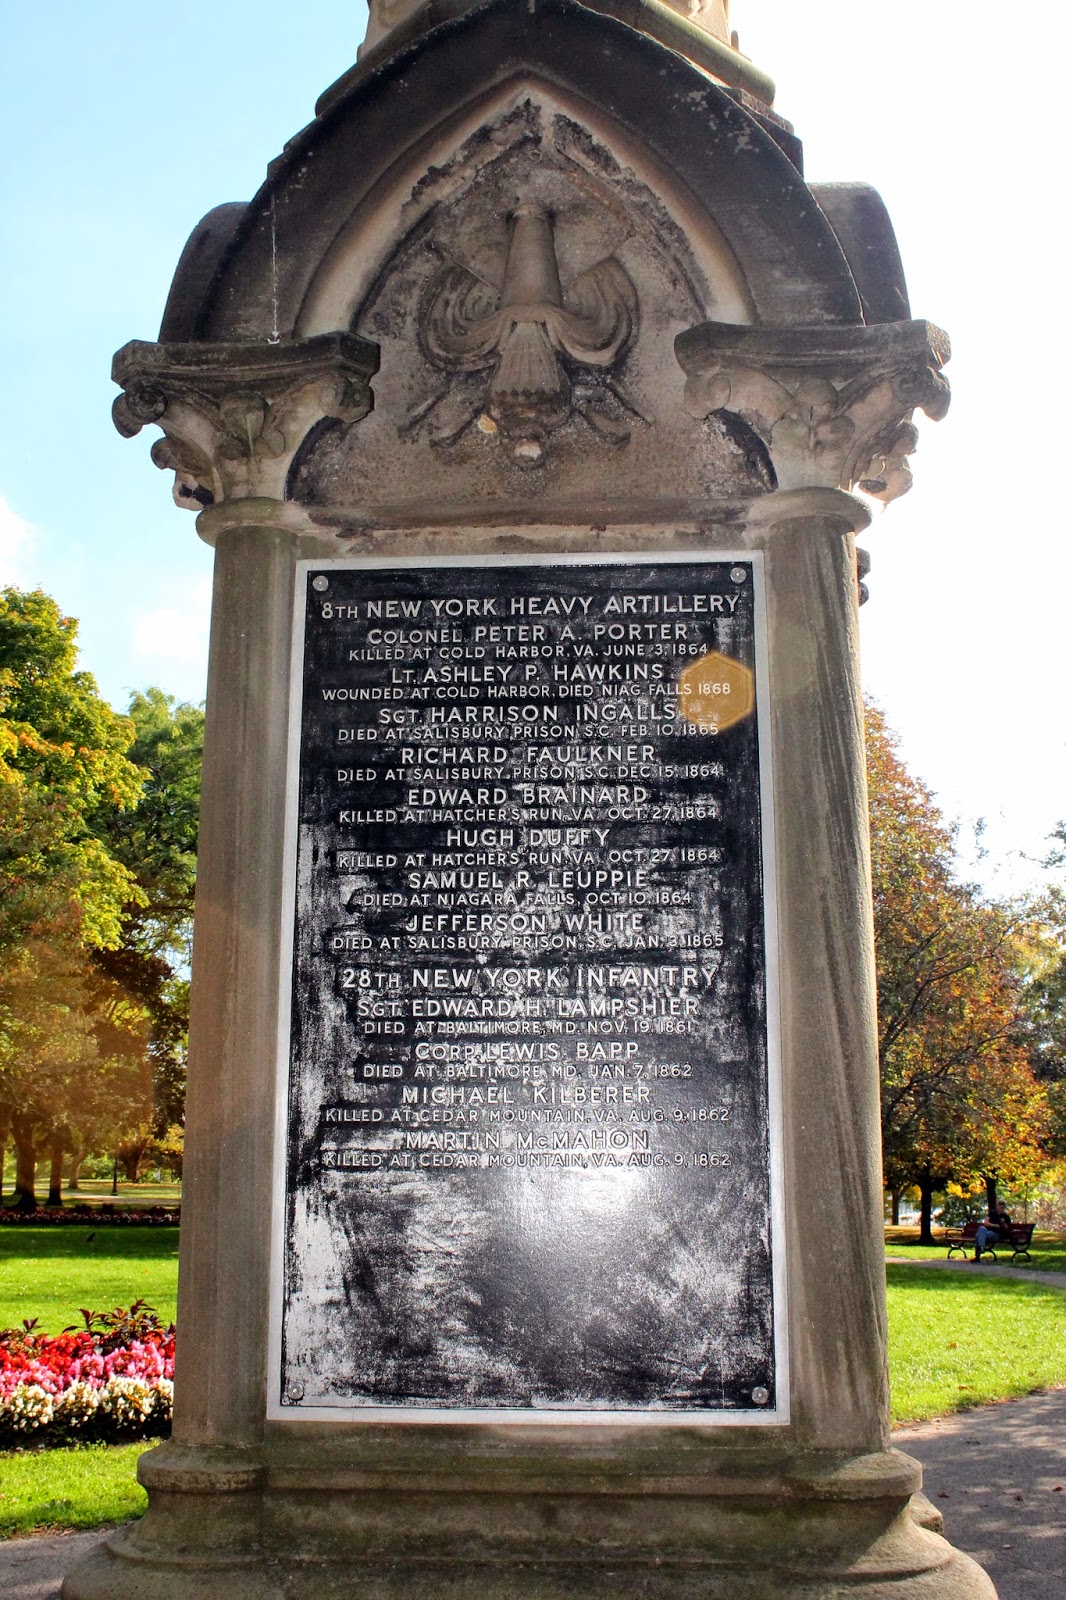 8TH NEW YORK HEAVY ARTILLERY
COLONEL PETER A. PORTER
KILLED AT COLD HARBOR, VA. JUNE 3, 1864
LT. ASHLEY P. HAWKINS
WOUNDED AT COLD HARBOR, DIED NIAG. FALLS 1868
SGT. HARRISON INGALLS
DIED AT SALISBURY PRISON, S.C. FEB. 10, 1865
RICHARD FAULKNER
DIED AT SALISBURY PRISON, S.C. DEC. 15, 1864
EDWARD BRAINARD
KILLED AT HATCHER'S RUN, VA. OCT. 27, 1864
HUGH DUFFY
KILLED AT HATCHER'S RUN, VA. OCT. 27, 1864
SAMUEL R. LEUPPIE
DIED AT NIAGARA FALLS, OCT. 10, 1864
JEFFERSON WHITE
DIED AT SALISBURY PRISON, S.C. JAN. 3, 1865
28TH NEW YORK INFANTRY
SGT. EDWARD H. LAMPSHIER
DIED AT BALTIMORE, MD. NOV. 19, 1861
CORP. LEWIS BAPP
DIED AT BALTIMORE, MD. JAN. 7, 1862
MICHAEL KILBERER
KILLED AT CEDAR MOUNTAIN, VA. AUG. 9, 1862
MARTIN McMAHON
KILLED AT CEDAR MOUNTAIN, VA. AUG. 9, 1862